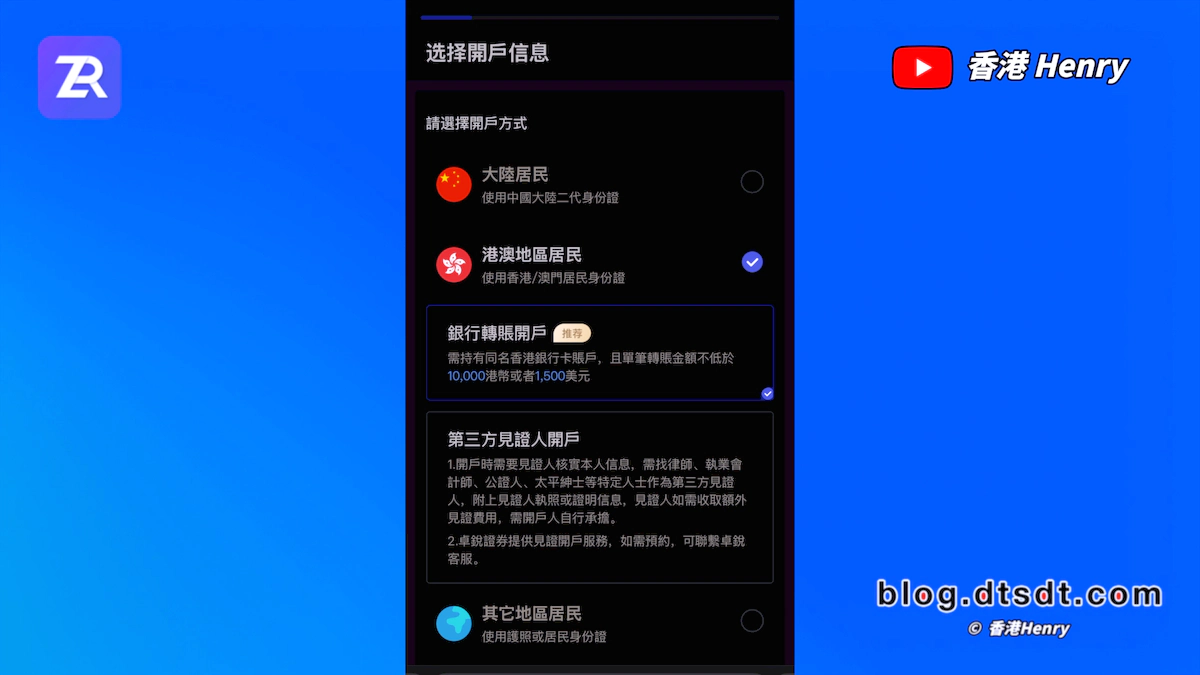 ZR
香港 Henry
选择開戶信息
請選擇開戶方式
大陸居民
使用中國大陸二代身份證
港澳地區居民
使用香港/澳門居民身份證
銀行轉賬開戶 推荐
需持有同名香港銀行卡賬戶，且單筆轉賬金額不低於
10,000港幣或者1,500美元
第三方見證人開戶
1.開戶時需要見證人核實本人信息，需找律師、執業會
計師、公證人、太平紳士等特定人士作為第三方見證
人，附上見證人執照或證明信息，見證人如需收取額外
見證費用，需開戶人自行承擔。
2.卓銳證券提供見證開戶服務，如需預約，可聯繫卓銳
客服。
其它地區居民
使用護照或居民身份證
blog.dtsdt.com
© 香港Henry